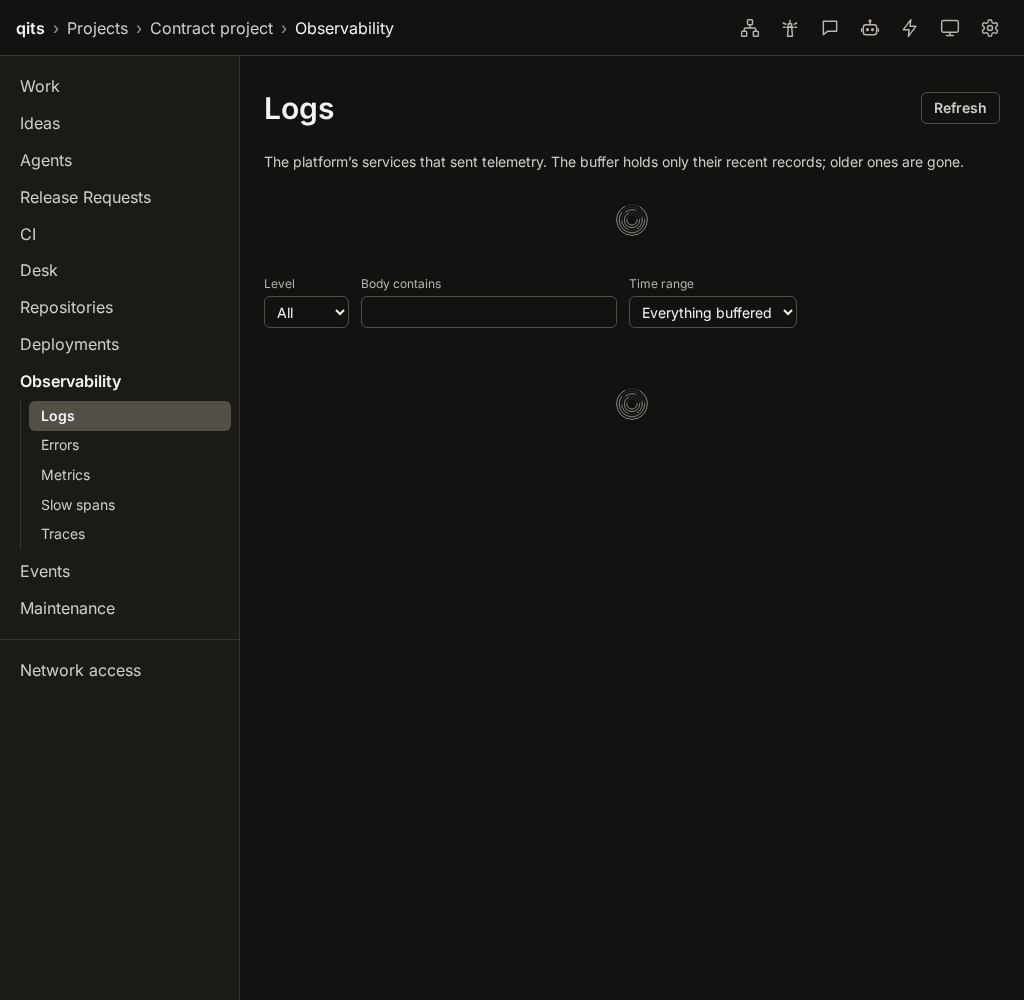 qits › Projects › Contract project › Observability
Work
Ideas
Agents
Release Requests
CI
Desk
Repositories
Deployments
Observability
Logs
Errors
Metrics
Slow spans
Traces
Events
Maintenance
Network access
Logs
Refresh
The platform’s services that sent telemetry. The buffer holds only their recent records; older ones are gone.
Level
Body contains
Time range
All
Everything buffered